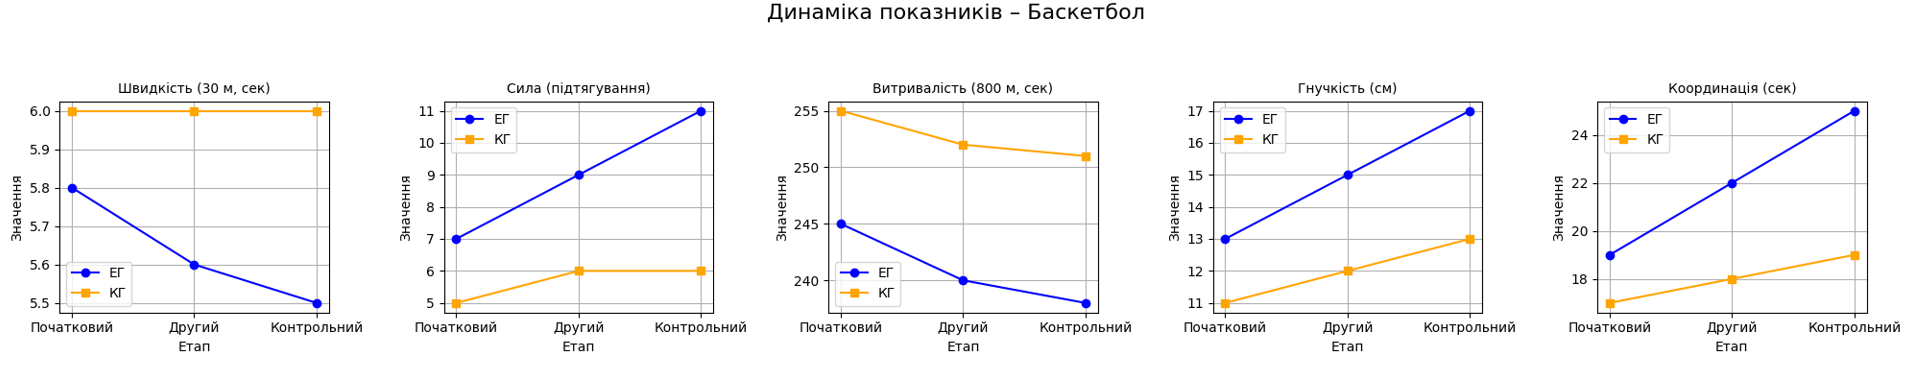 Динаміка показників – Баскетбол
Швидкість (30 м, сек)
Значення
6.0
5.9
5.8
5.7
5.6
5.5
ЕГ
КГ
Початковий Другий Контрольний
Етап
Сила (підтягування)
Значення
11
10
9
8
7
6
5
ЕГ
КГ
Початковий Другий Контрольний
Етап
Витривалість (800 м, сек)
Значення
255
250
245
240
ЕГ
КГ
Початковий Другий Контрольний
Етап
Гнучкість (см)
Значення
17
16
15
14
13
12
11
ЕГ
КГ
Початковий Другий Контрольний
Етап
Координація (сек)
Значення
24
22
20
18
ЕГ
КГ
Початковий Другий Контрольний
Етап